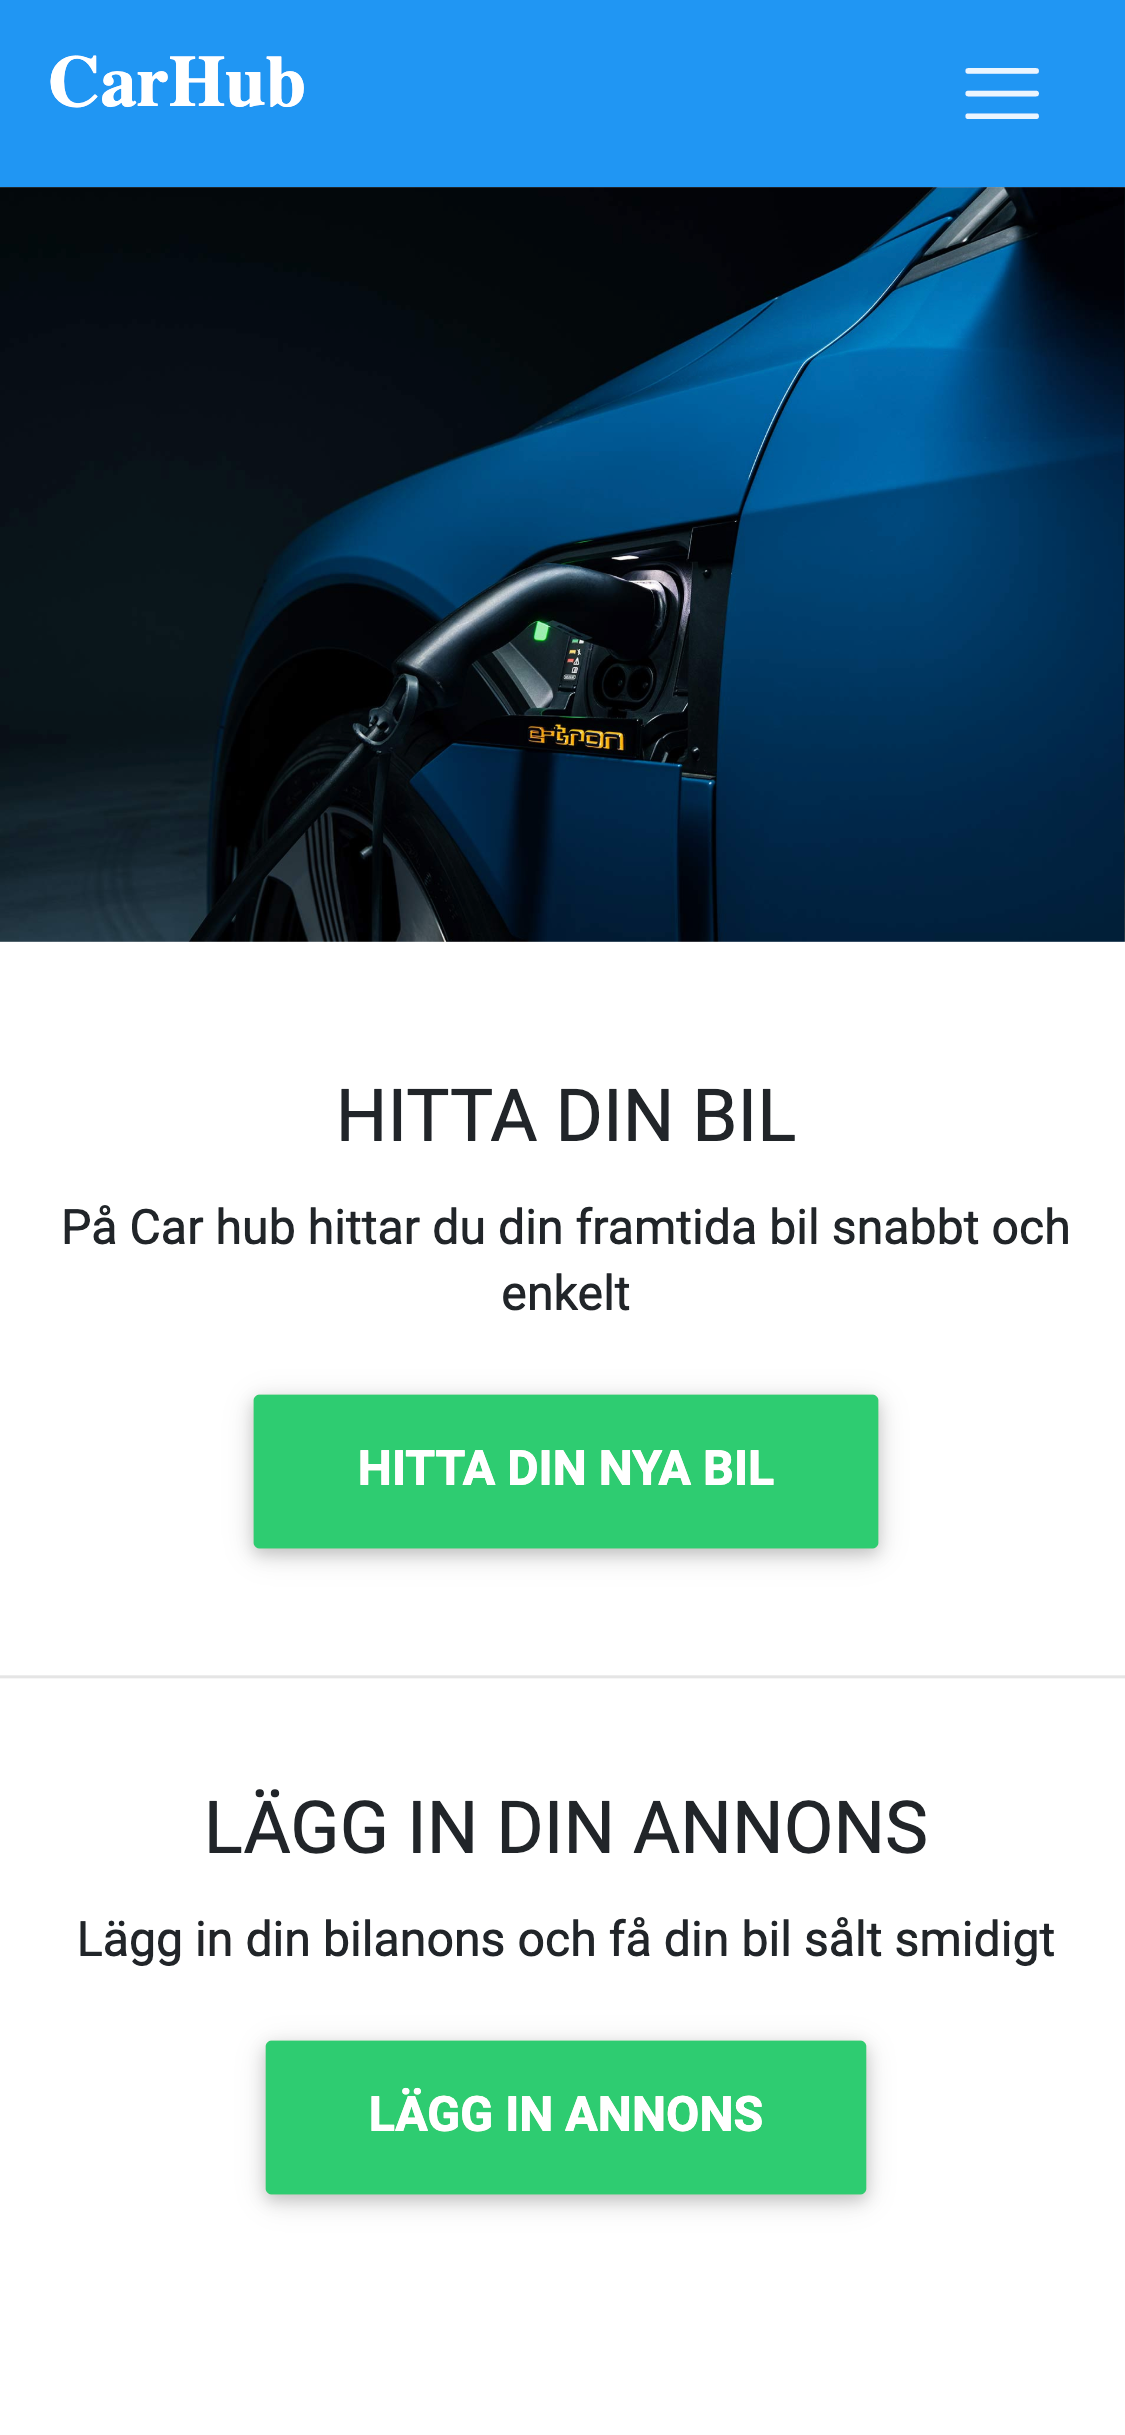 CarHub
e-tron
HITTA DIN BIL
På Car hub hittar du din framtida bil snabbt och
enkelt
HITTA DIN NYA BIL
LÄGG IN DIN ANNONS
Lägg in din bilanons och få din bil sålt smidigt
LÄGG IN ANNONS